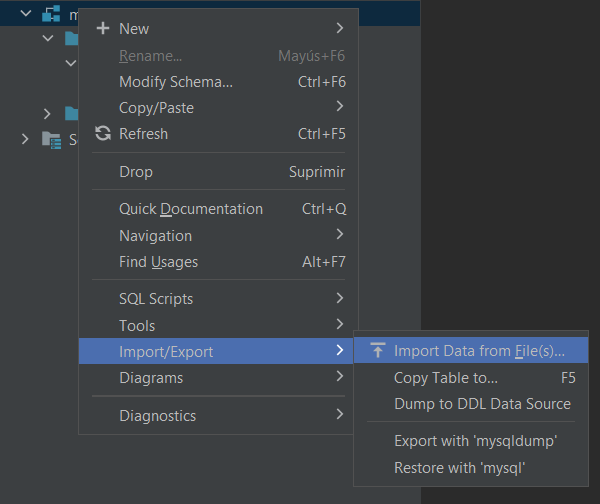 New
Rename... Mayús+F6
Modify Schema... Ctrl+F6
Copy/Paste
Refresh Ctrl+F5
Drop Suprimir
Quick Documentation Ctrl+Q
Navigation
Find Usages Alt+F7
SQL Scripts
Tools
Import/Export
Import Data from File(s)...
Diagrams
Copy Table to... F5
Dump to DDL Data Source
Diagnostics
Export with 'mysqldump'
Restore with 'mysql'